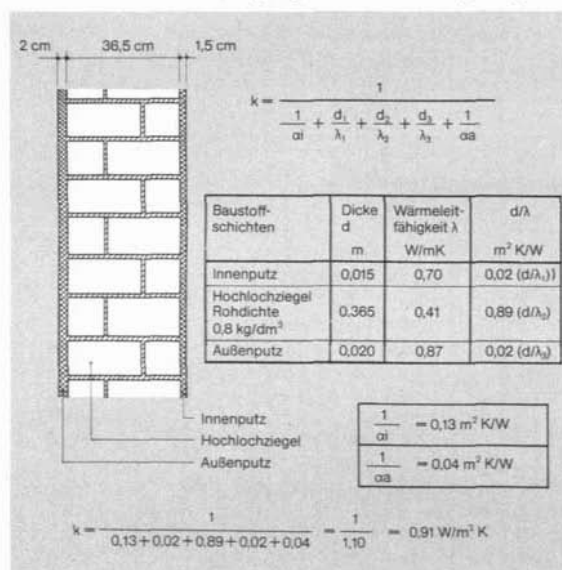 2 cm 36,5 cm 1,5 cm
k = 1
1/αi + d₁/λ₁ + d₂/λ₂ + d₃/λ₃ + 1/αa
Baustoff- Dicke Wärmeleit- d/λ
schichten d fähigkeit λ
m W/mK m² K/W
Innenputz 0,015 0,70 0,02 (d/λ₁))
Hochlochziegel
Rohdichte 0.365 0,41 0,89 (d/λ₂)
0,8 kg/dm³
Außenputz 0,020 0,87 0,02 (d/λ₃)
Innenputz
Hochlochziegel
Außenputz
1/αi = 0,13 m² K/W
1/αa = 0,04 m² K/W
k = 1 = 1 = 0,91 W/m² K
0,13 + 0,02 + 0,89 + 0,02 + 0,04 1,10